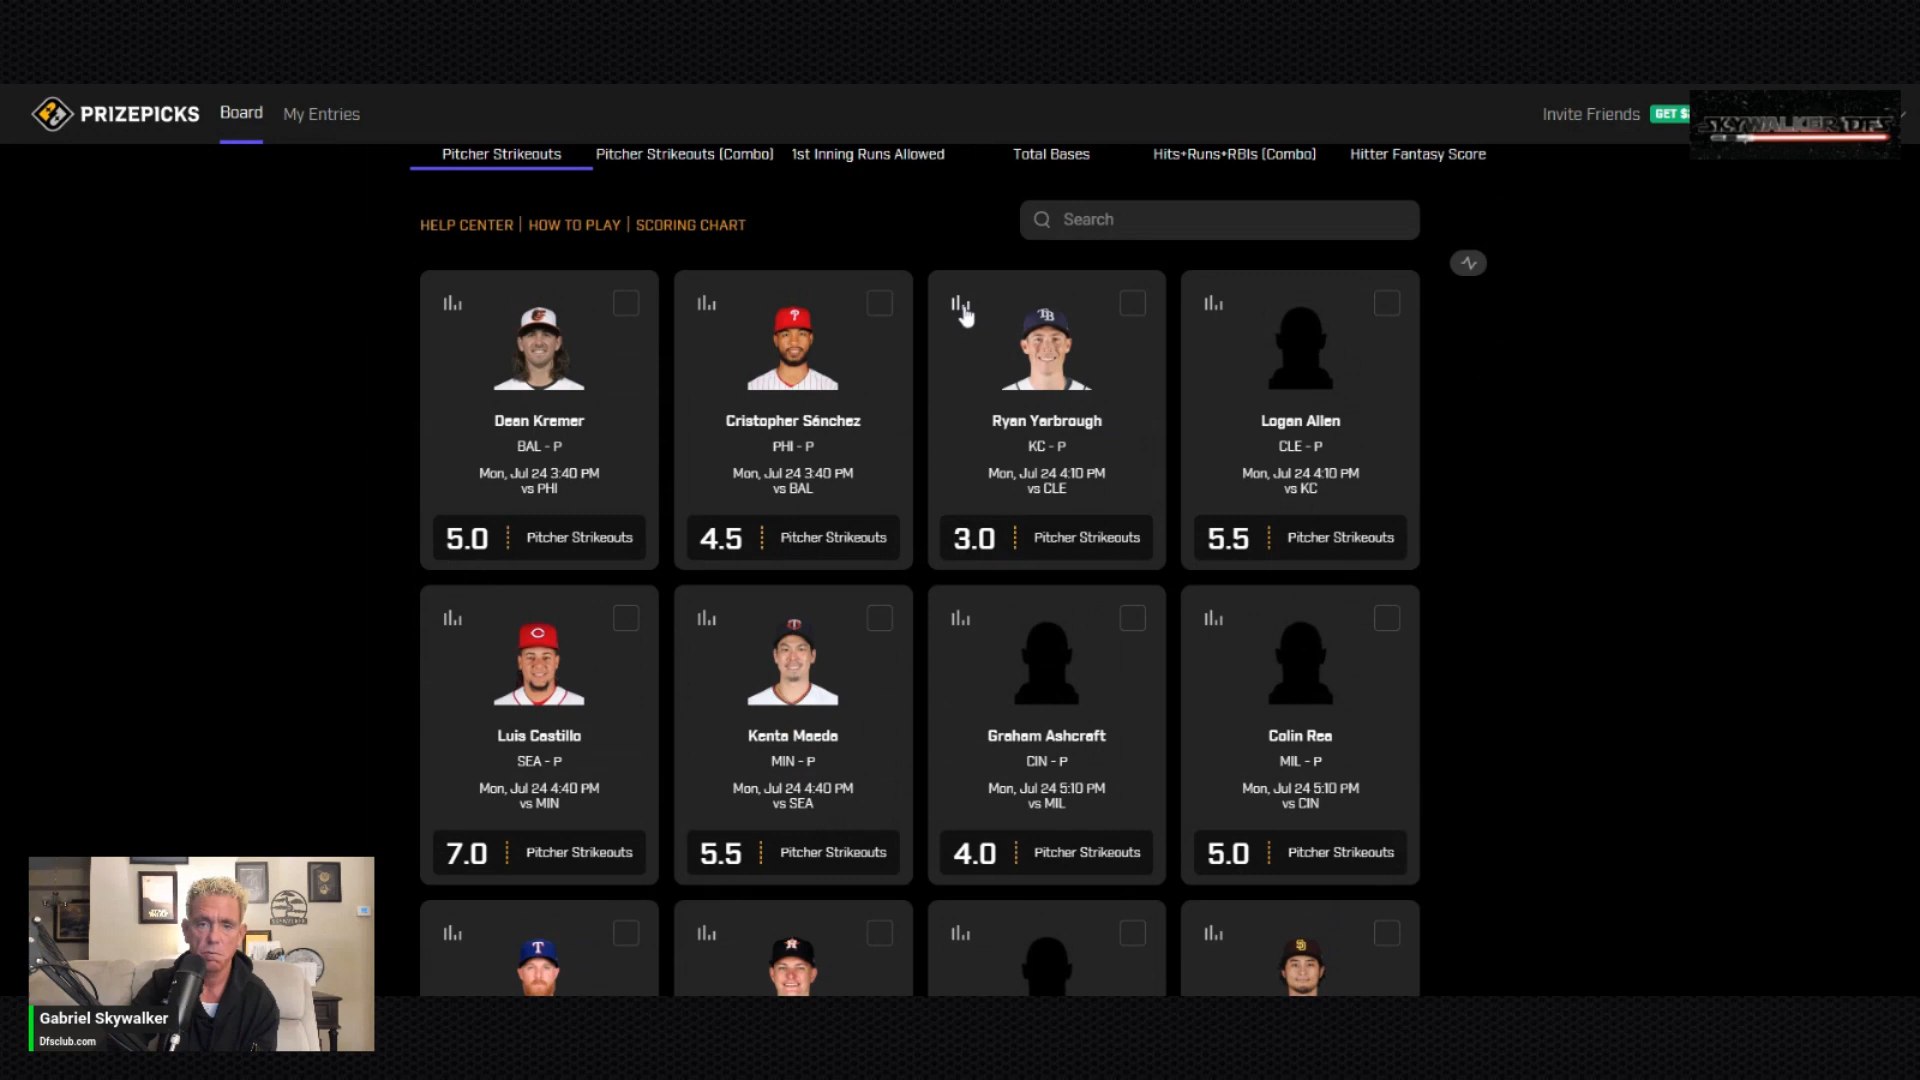 PRIZEPICKS
Board
My Entries
Invite Friends
GET $
SKYWALKER DFS
Pitcher Strikeouts
Pitcher Strikeouts (Combo)
1st Inning Runs Allowed
Total Bases
Hits+Runs+RBIs (Combo)
Hitter Fantasy Score
HELP CENTER | HOW TO PLAY | SCORING CHART
Search
Dean Kremer
BAL - P
Mon, Jul 24 3:40 PM
vs PHI
5.0 Pitcher Strikeouts
Cristopher Sánchez
PHI - P
Mon, Jul 24 3:40 PM
vs BAL
4.5 Pitcher Strikeouts
Ryan Yarbrough
KC - P
Mon, Jul 24 4:10 PM
vs CLE
3.0 Pitcher Strikeouts
Logan Allen
CLE - P
Mon, Jul 24 4:10 PM
vs KC
5.5 Pitcher Strikeouts
Luis Castillo
SEA - P
Mon, Jul 24 4:40 PM
vs MIN
7.0 Pitcher Strikeouts
Kenta Maeda
MIN - P
Mon, Jul 24 4:40 PM
vs SEA
5.5 Pitcher Strikeouts
Graham Ashcraft
CIN - P
Mon, Jul 24 5:10 PM
vs MIL
4.0 Pitcher Strikeouts
Colin Rea
MIL - P
Mon, Jul 24 5:10 PM
vs CIN
5.0 Pitcher Strikeouts
Gabriel Skywalker
Dfsclub.com